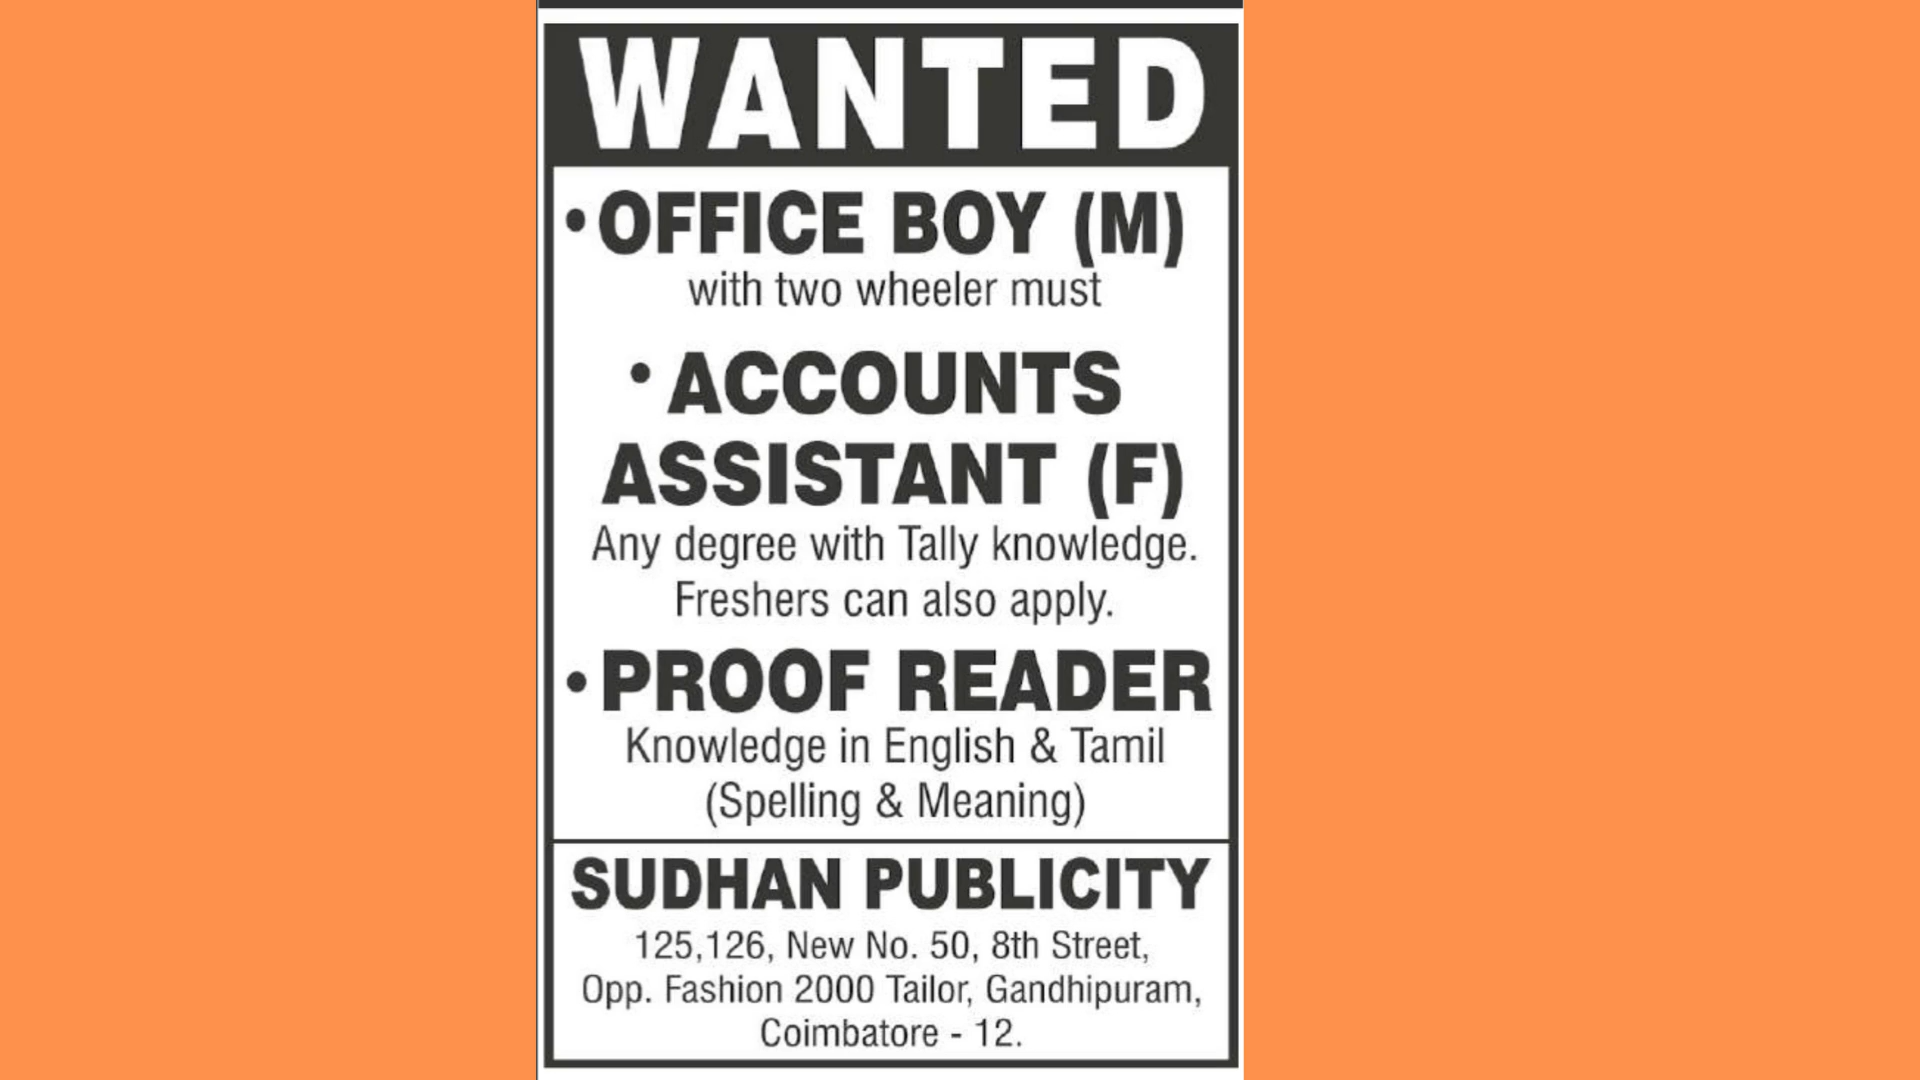 WANTED
• OFFICE BOY (M)
with two wheeler must
• ACCOUNTS
ASSISTANT (F)
Any degree with Tally knowledge.
Freshers can also apply.
• PROOF READER
Knowledge in English & Tamil
(Spelling & Meaning)
SUDHAN PUBLICITY
125,126, New No. 50, 8th Street,
Opp. Fashion 2000 Tailor, Gandhipuram,
Coimbatore - 12.